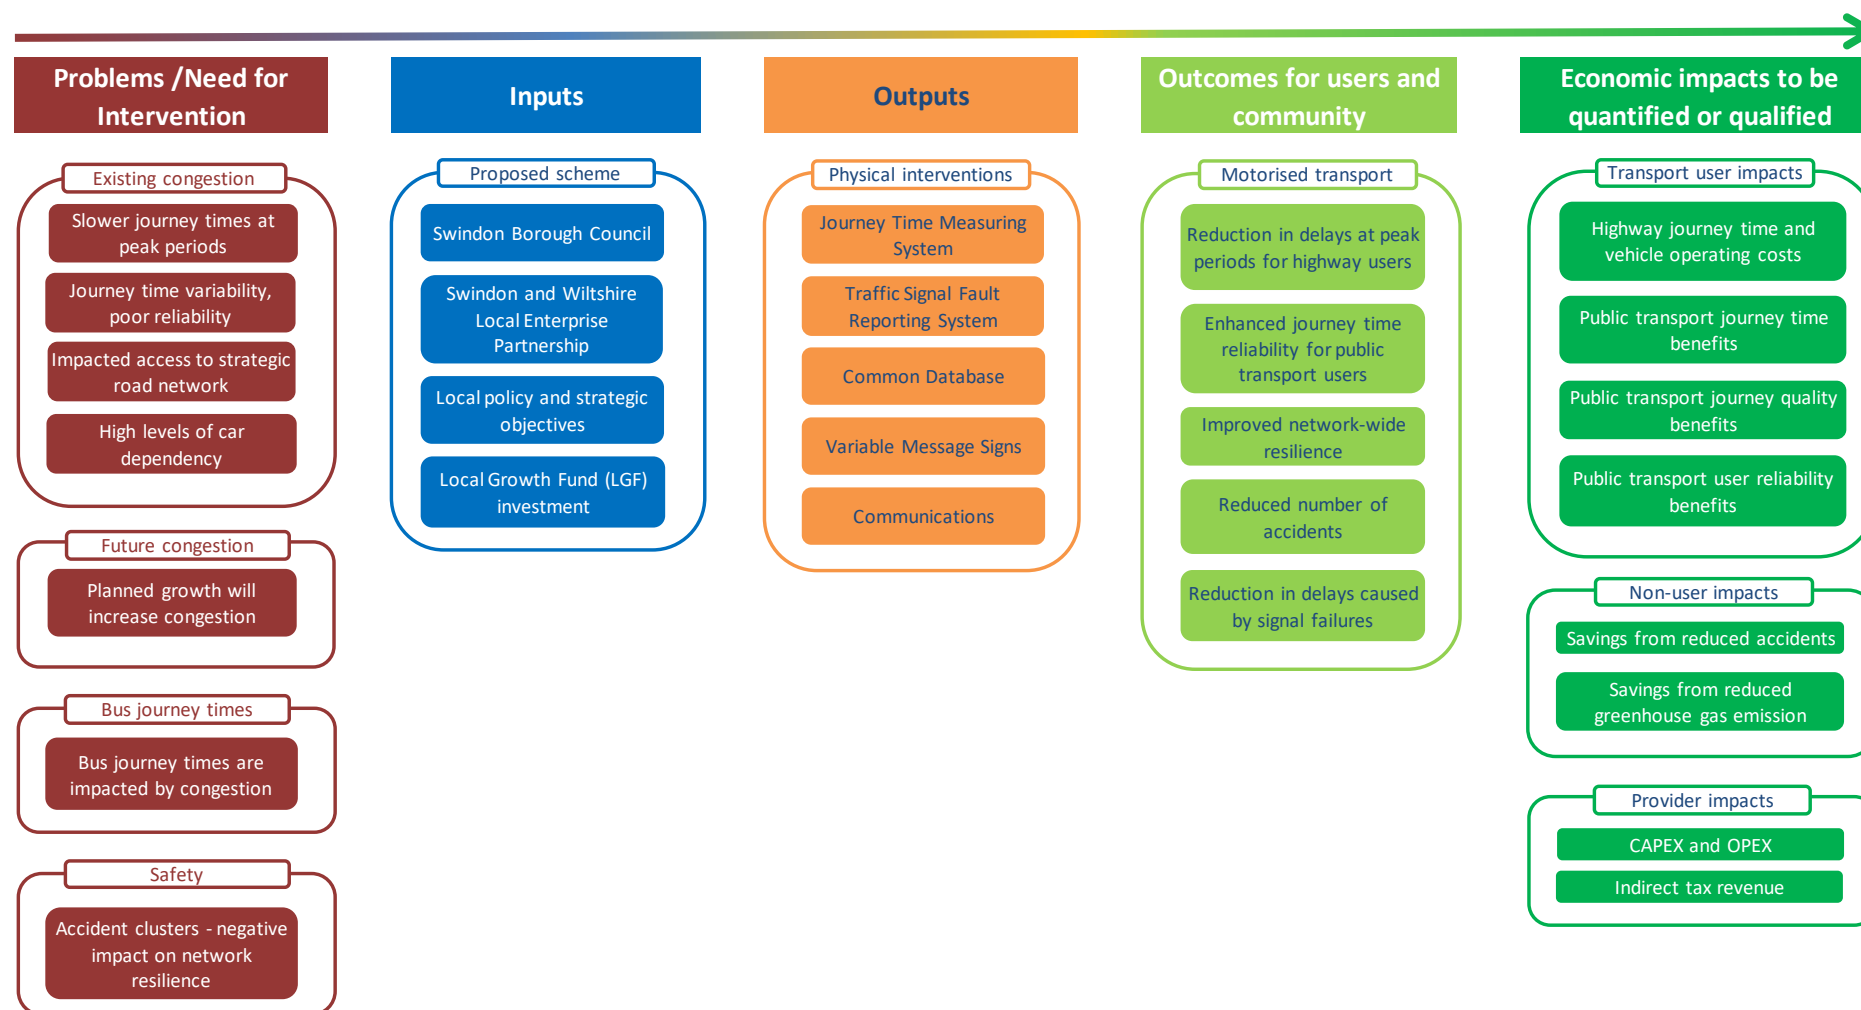 Problems /Need for
Intervention
Existing congestion
Slower journey times at
peak periods
Journey time variability,
poor reliability
Impacted access to strategic
road network
High levels of car
dependency
Future congestion
Planned growth will
increase congestion
Bus journey times
Bus journey times are
impacted by congestion
Safety
Accident clusters - negative
impact on network
resilience
Inputs
Proposed scheme
Swindon Borough Council
Swindon and Wiltshire
Local Enterprise
Partnership
Local policy and strategic
objectives
Local Growth Fund (LGF)
investment
Outputs
Physical interventions
Journey Time Measuring
System
Traffic Signal Fault
Reporting System
Common Database
Variable Message Signs
Communications
Outcomes for users and
community
Motorised transport
Reduction in delays at peak
periods for highway users
Enhanced journey time
reliability for public
transport users
Improved network-wide
resilience
Reduced number of
accidents
Reduction in delays caused
by signal failures
Economic impacts to be
quantified or qualified
Transport user impacts
Highway journey time and
vehicle operating costs
Public transport journey time
benefits
Public transport journey quality
benefits
Public transport user reliability
benefits
Non-user impacts
Savings from reduced accidents
Savings from reduced
greenhouse gas emission
Provider impacts
CAPEX and OPEX
Indirect tax revenue